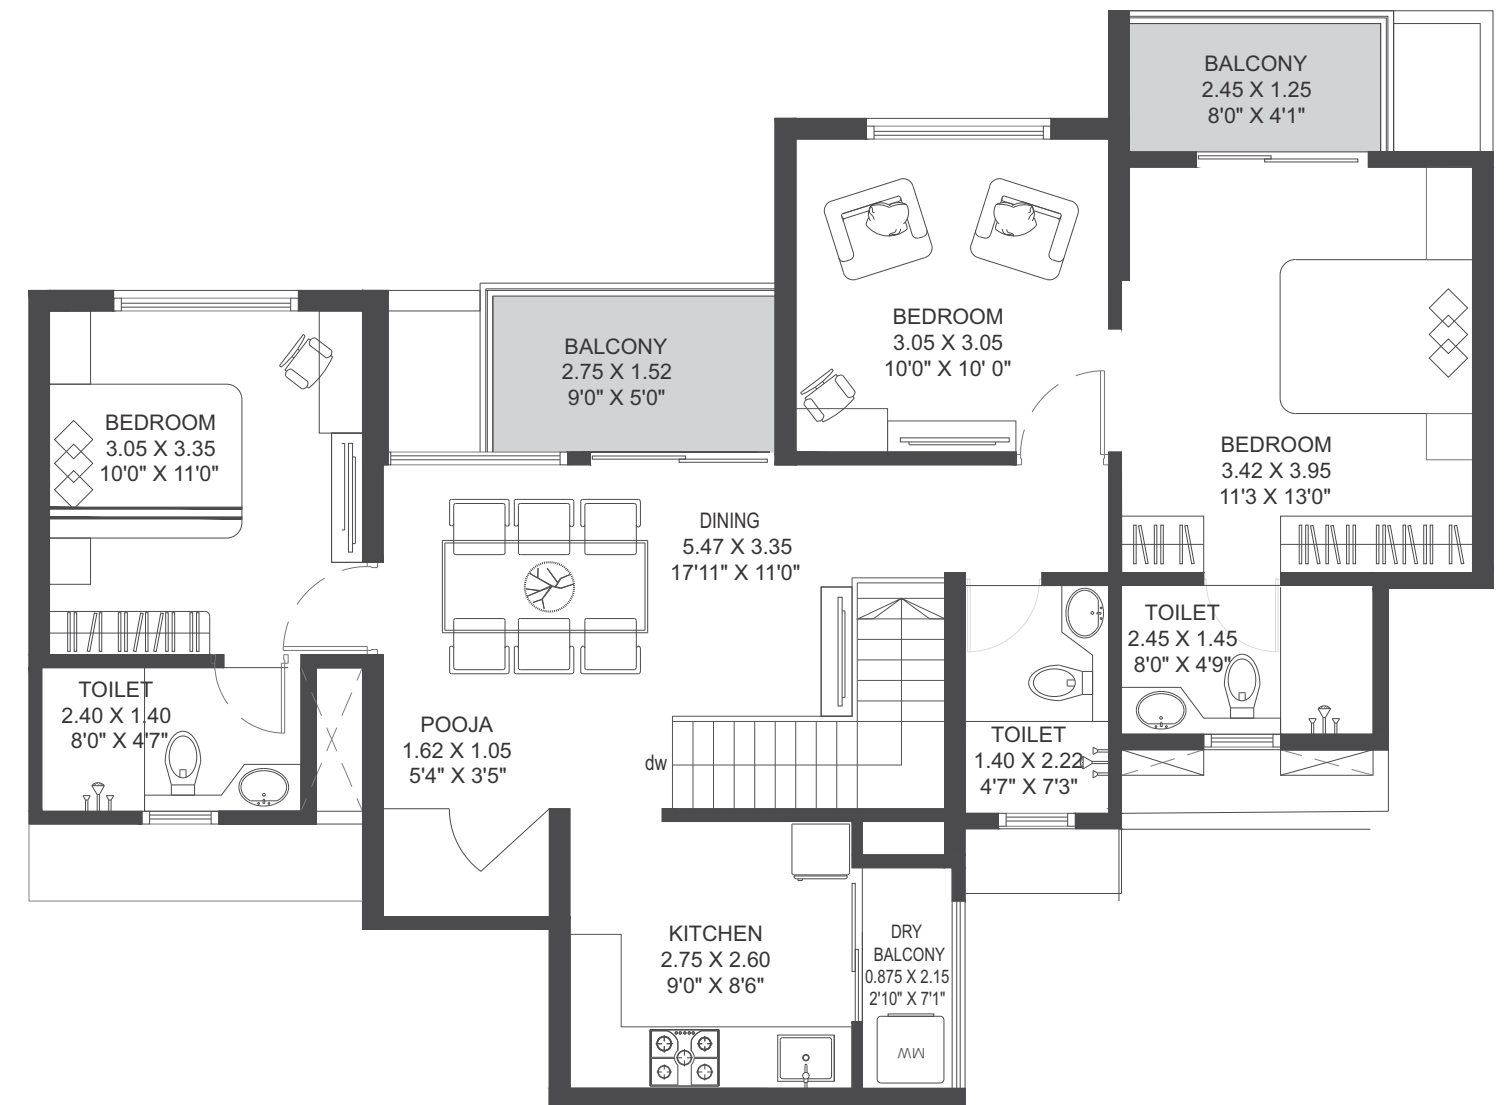 BALCONY
2.45 X 1.25
8'0" X 4'1"
BEDROOM
3.05 X 3.05
10'0" X 10' 0"
BALCONY
2.75 X 1.52
9'0" X 5'0"
BEDROOM
3.05 X 3.35
10'0" X 11'0"
BEDROOM
3.42 X 3.95
11'3 X 13'0"
DINING
5.47 X 3.35
17'11" X 11'0"
TOILET
2.45 X 1.45
8'0" X 4'9"
TOILET
2.40 X 1.40
8'0" X 4'7"
POOJA
1.62 X 1.05
5'4" X 3'5"
dw
TOILET
1.40 X 2.22
4'7" X 7'3"
KITCHEN
2.75 X 2.60
9'0" X 8'6"
DRY
BALCONY
0.875 X 2.15
2'10" X 7'1"
MW